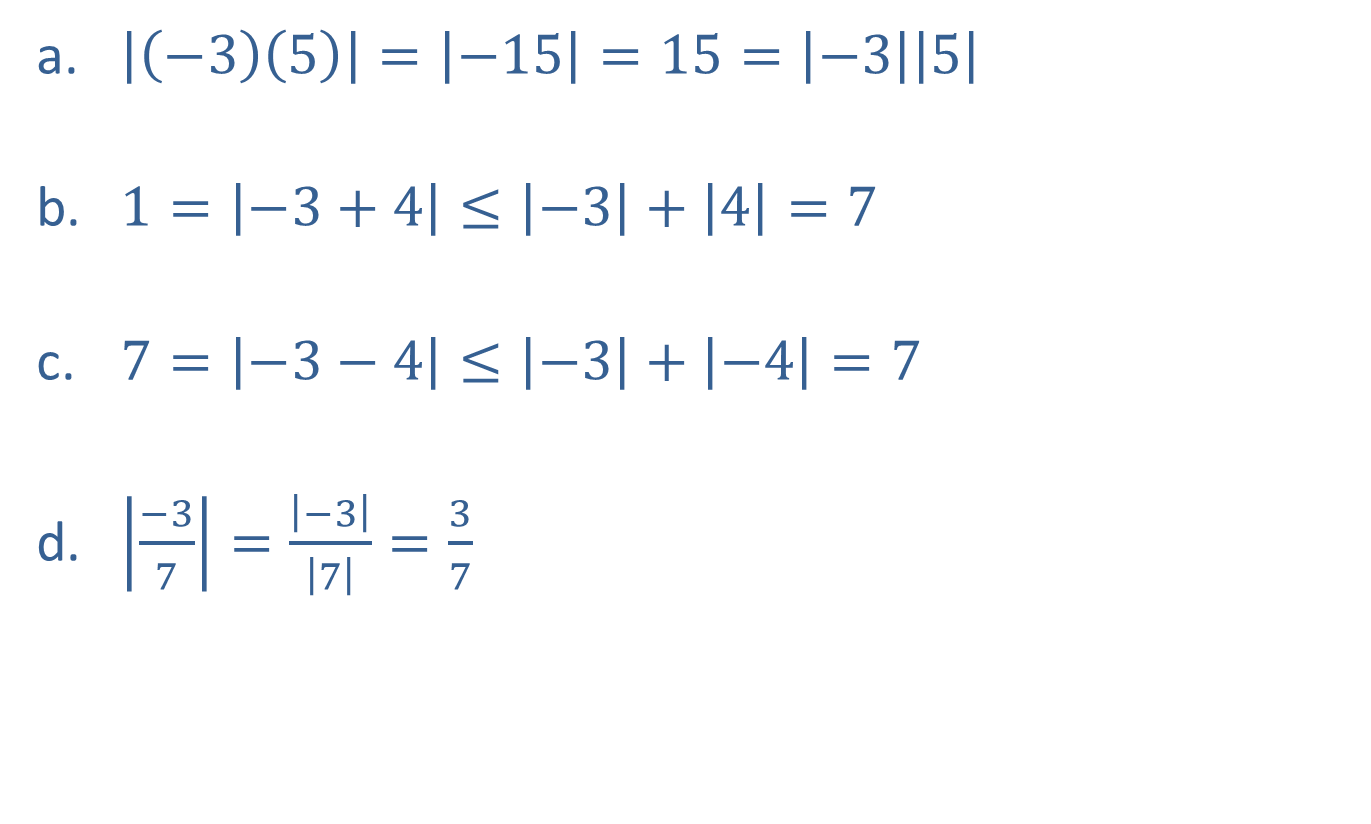 a. |(−3)(5)| = |−15| = 15 = |−3||5|
b. 1 = |−3 + 4| ≤ |−3| + |4| = 7
c. 7 = |−3 − 4| ≤ |−3| + |−4| = 7
d. |−3/7| = |−3|/|7| = 3/7